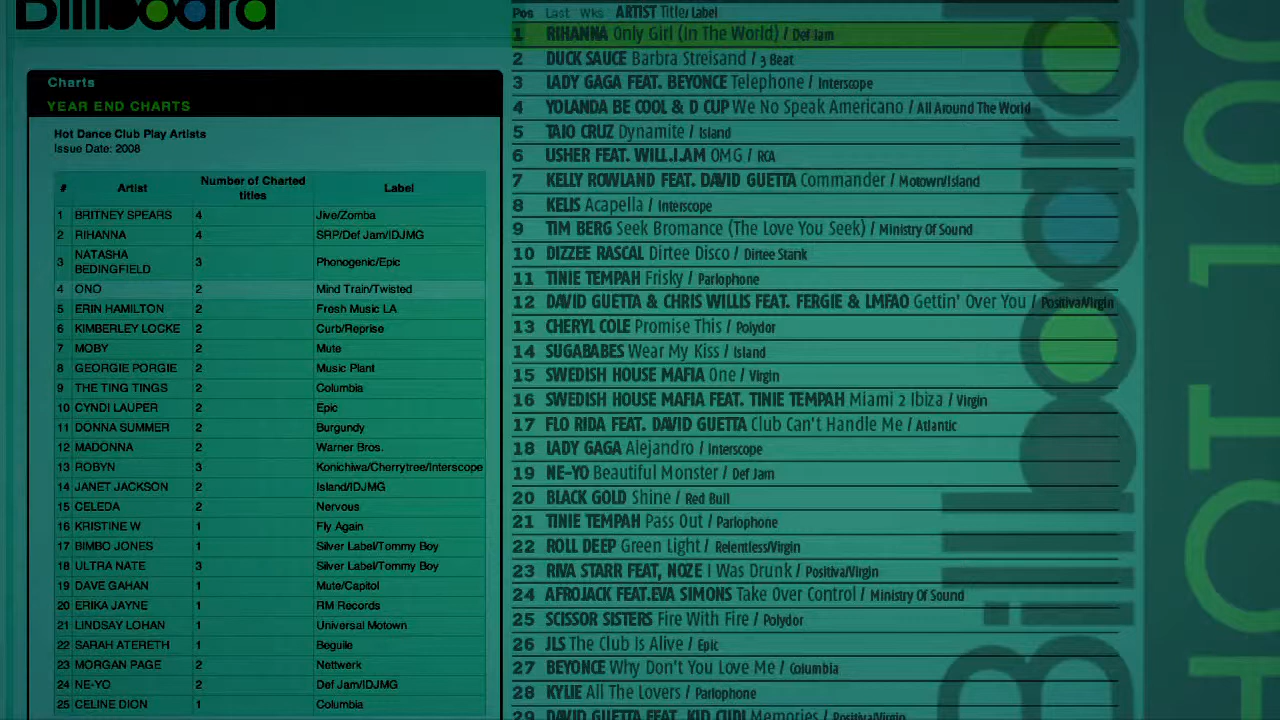 Billboard
Charts
YEAR END CHARTS
Hot Dance Club Play Artists
Issue Date: 2008
# Artist Number of Charted titles Label
1 BRITNEY SPEARS 4 Jive/Zomba
2 RIHANNA 4 SRP/Def Jam/IDJMG
3 NATASHA BEDINGFIELD 3 Phonogenic/Epic
4 ONO 2 Mind Train/Twisted
5 ERIN HAMILTON 2 Fresh Music LA
6 KIMBERLEY LOCKE 2 Curb/Reprise
7 MOBY 2 Mute
8 GEORGIE PORGIE 2 Music Plant
9 THE TING TINGS 2 Columbia
10 CYNDI LAUPER 2 Epic
11 DONNA SUMMER 2 Burgundy
12 MADONNA 2 Warner Bros.
13 ROBYN 3 Konichiwa/Cherrytree/Interscope
14 JANET JACKSON 2 Island/IDJMG
15 CELEDA 2 Nervous
16 KRISTINE W 1 Fly Again
17 BIMBO JONES 1 Silver Label/Tommy Boy
18 ULTRA NATE 3 Silver Label/Tommy Boy
19 DAVE GAHAN 1 Mute/Capitol
20 ERIKA JAYNE 1 RM Records
21 LINDSAY LOHAN 1 Universal Motown
22 SARAH ATERETH 1 Beguile
23 MORGAN PAGE 2 Nettwerk
24 NE-YO 2 Def Jam/IDJMG
25 CELINE DION 1 Columbia
Pos Last Wks ARTIST Title/Label
1 RIHANNA Only Girl (In The World) / Def Jam
2 DUCK SAUCE Barbra Streisand / 3 Beat
3 LADY GAGA FEAT. BEYONCE Telephone / Interscope
4 YOLANDA BE COOL & D CUP We No Speak Americano / All Around The World
5 TAIO CRUZ Dynamite / Island
6 USHER FEAT. WILL.I.AM OMG / RCA
7 KELLY ROWLAND FEAT. DAVID GUETTA Commander / Motown/Island
8 KELIS Acapella / Interscope
9 TIM BERG Seek Bromance (The Love You Seek) / Ministry Of Sound
10 DIZZEE RASCAL Dirtee Disco / Dirtee Stank
11 TINIE TEMPAH Frisky / Parlophone
12 DAVID GUETTA & CHRIS WILLIS FEAT. FERGIE & LMFAO Gettin' Over You / Positiva/Virgin
13 CHERYL COLE Promise This / Polydor
14 SUGABABES Wear My Kiss / Island
15 SWEDISH HOUSE MAFIA One / Virgin
16 SWEDISH HOUSE MAFIA FEAT. TINIE TEMPAH Miami 2 Ibiza / Virgin
17 FLO RIDA FEAT. DAVID GUETTA Club Can't Handle Me / Atlantic
18 LADY GAGA Alejandro / Interscope
19 NE-YO Beautiful Monster / Def Jam
20 BLACK GOLD Shine / Red Bull
21 TINIE TEMPAH Pass Out / Parlophone
22 ROLL DEEP Green Light / Relentless/Virgin
23 RIVA STARR FEAT, NOZE I Was Drunk / Positiva/Virgin
24 AFROJACK FEAT.EVA SIMONS Take Over Control / Ministry Of Sound
25 SCISSOR SISTERS Fire With Fire / Polydor
26 JLS The Club Is Alive / Epic
27 BEYONCE Why Don't You Love Me / Columbia
28 KYLIE All The Lovers / Parlophone
29 DAVID GUETTA FEAT. KID CUDI Memories / Positiva/Virgin
Billboard
HOT 100